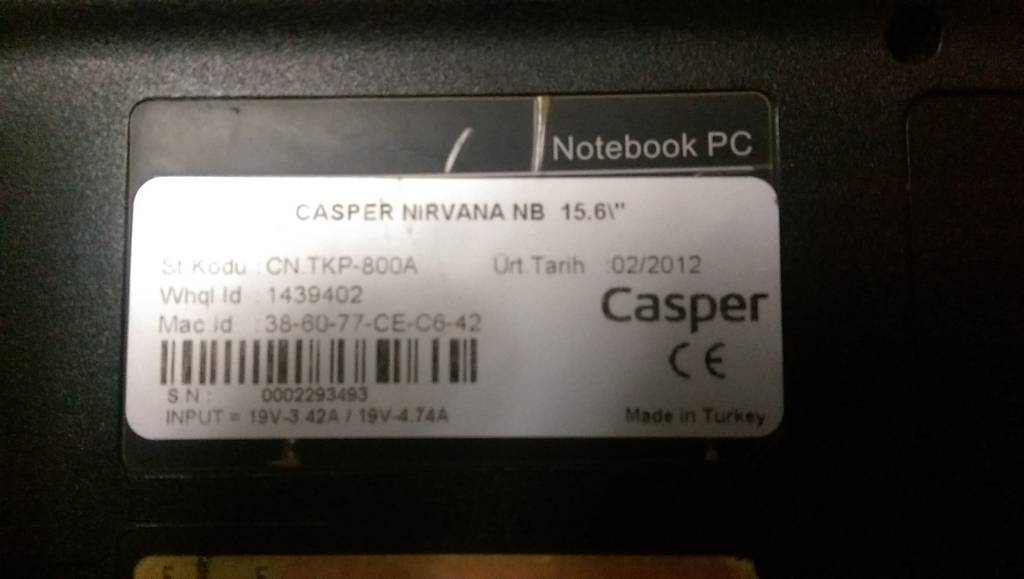 Notebook PC
CASPER NIRVANA NB 15.6\"
St Kodu : CN.TKP-800A Ürt.Tarih :02/2012
Whql Id : 1439402
Casper
Mac Id : 38-60-77-CE-C6-42
CE
S.N : 0002293493
INPUT = 19V-3.42A / 19V-4.74A Made in Turkey